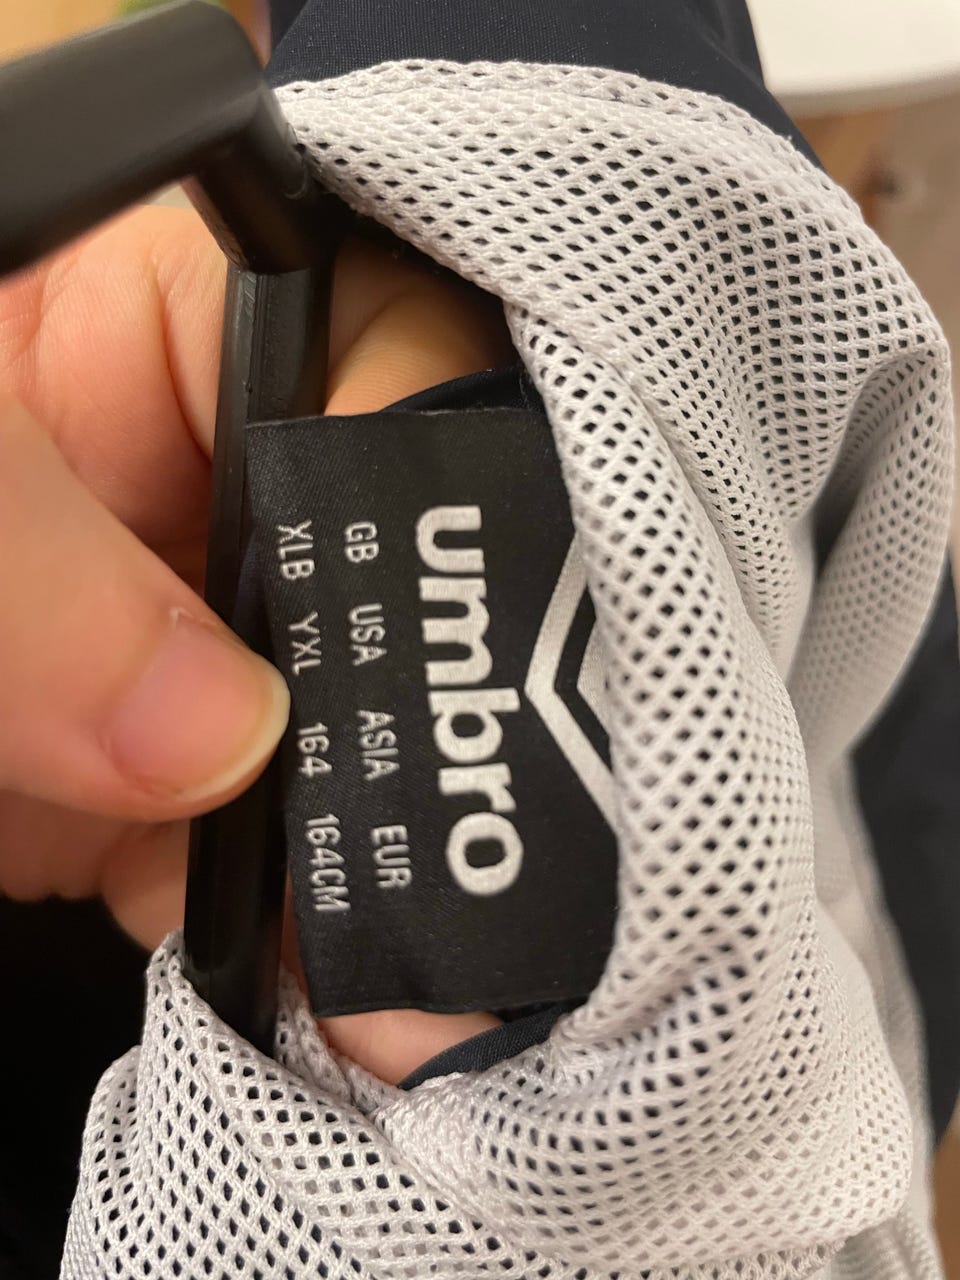 umbro
GB USA ASIA EUR
XLB YXL 164 164CM